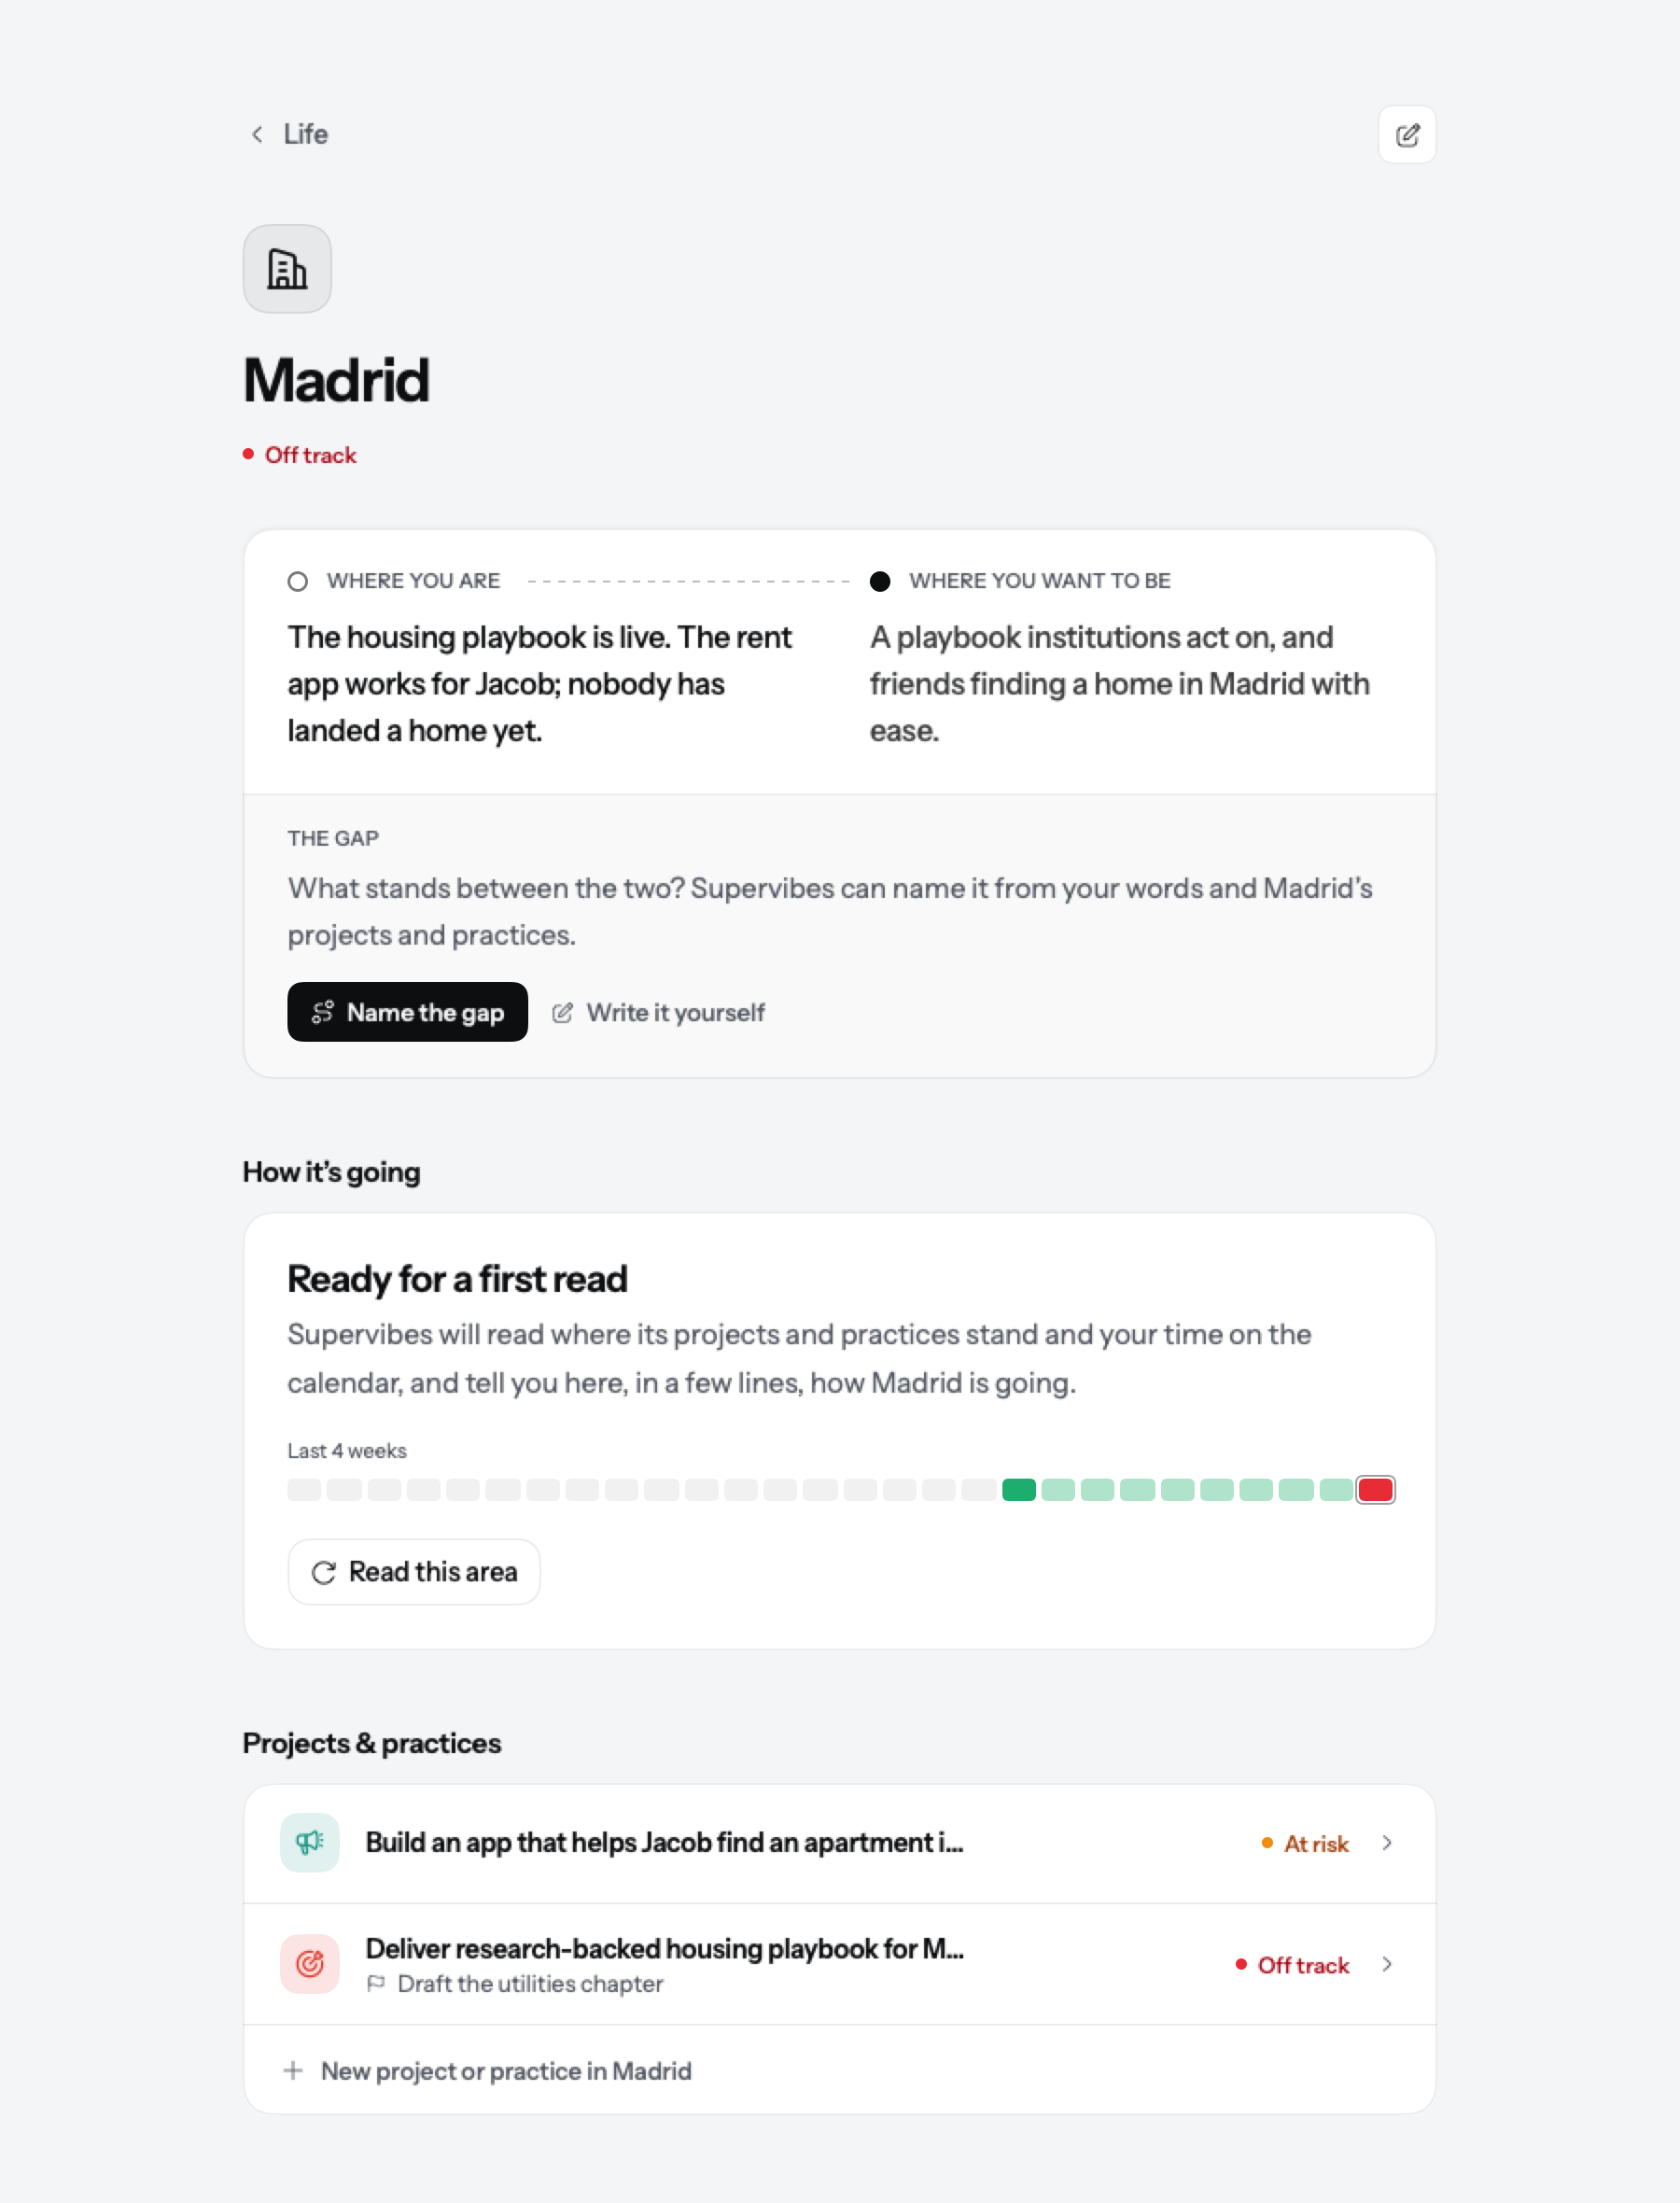 Life
Madrid
Off track
WHERE YOU ARE
The housing playbook is live. The rent
app works for Jacob; nobody has
landed a home yet.
WHERE YOU WANT TO BE
A playbook institutions act on, and
friends finding a home in Madrid with
ease.
THE GAP
What stands between the two? Supervibes can name it from your words and Madrid’s
projects and practices.
Name the gap
Write it yourself
How it’s going
Ready for a first read
Supervibes will read where its projects and practices stand and your time on the
calendar, and tell you here, in a few lines, how Madrid is going.
Last 4 weeks
Read this area
Projects & practices
Build an app that helps Jacob find an apartment i...
At risk
Deliver research-backed housing playbook for M...
Draft the utilities chapter
Off track
New project or practice in Madrid